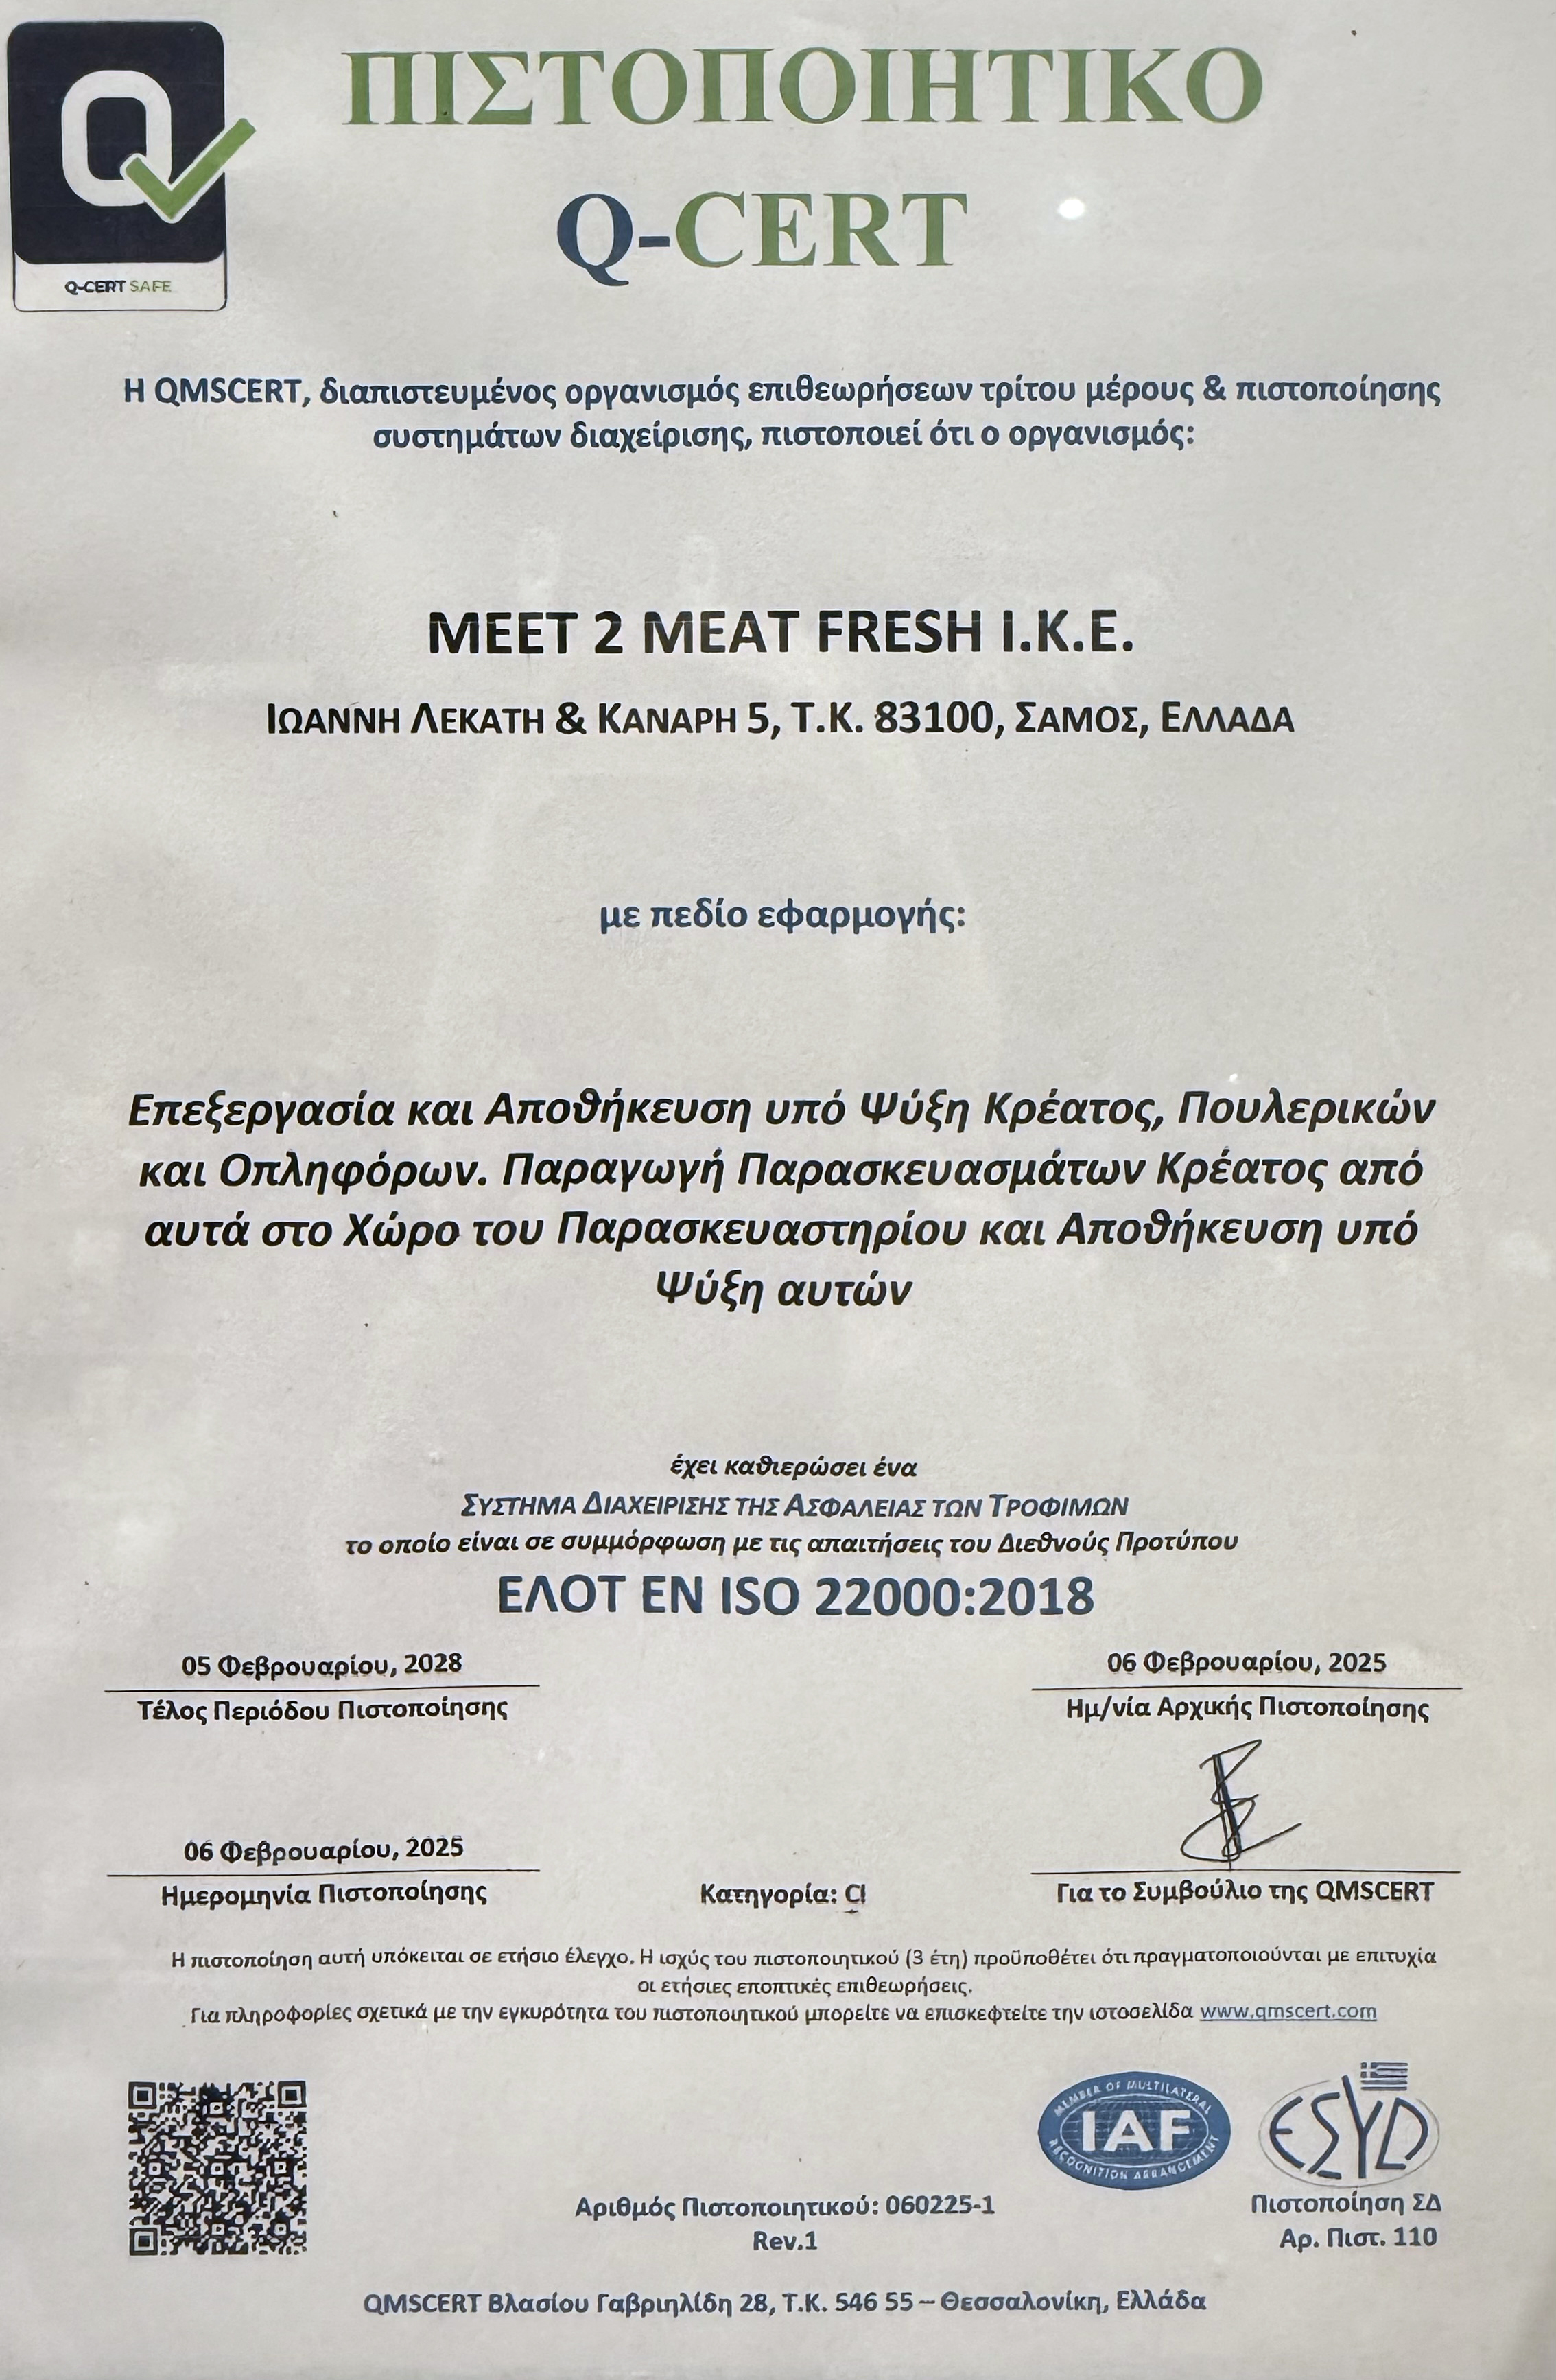 ΠΙΣΤΟΠΟΙΗΤΙΚΟ
Q-CERT
Q-CERT SAFE
Η QMSCERT, διαπιστευμένος οργανισμός επιθεωρήσεων τρίτου μέρους & πιστοποίησης
συστημάτων διαχείρισης, πιστοποιεί ότι ο οργανισμός:
MEET 2 MEAT FRESH Ι.Κ.Ε.
ΙΩΑΝΝΗ ΛΕΚΑΤΗ & ΚΑΝΑΡΗ 5, Τ.Κ. 83100, ΣΑΜΟΣ, ΕΛΛΑΔΑ
με πεδίο εφαρμογής:
Επεξεργασία και Αποθήκευση υπό Ψύξη Κρέατος, Πουλερικών
και Οπληφόρων. Παραγωγή Παρασκευασμάτων Κρέατος από
αυτά στο Χώρο του Παρασκευαστηρίου και Αποθήκευση υπό
Ψύξη αυτών
έχει καθιερώσει ένα
ΣΥΣΤΗΜΑ ΔΙΑΧΕΙΡΙΣΗΣ ΤΗΣ ΑΣΦΑΛΕΙΑΣ ΤΩΝ ΤΡΟΦΙΜΩΝ
το οποίο είναι σε συμμόρφωση με τις απαιτήσεις του Διεθνούς Προτύπου
ΕΛΟΤ EN ISO 22000:2018
05 Φεβρουαρίου, 2028
Τέλος Περιόδου Πιστοποίησης
06 Φεβρουαρίου, 2025
Ημ/νία Αρχικής Πιστοποίησης
06 Φεβρουαρίου, 2025
Ημερομηνία Πιστοποίησης
Κατηγορία: CI
Για το Συμβούλιο της QMSCERT
Η πιστοποίηση αυτή υπόκειται σε ετήσιο έλεγχο. Η ισχύς του πιστοποιητικού (3 έτη) προϋποθέτει ότι πραγματοποιούνται με επιτυχία
οι ετήσιες εποπτικές επιθεωρήσεις.
Για πληροφορίες σχετικά με την εγκυρότητα του πιστοποιητικού μπορείτε να επισκεφτείτε την ιστοσελίδα www.qmscert.com
MEMBER OF MULTILATERAL
IAF
RECOGNITION ARRANGEMENT
ESYD
Πιστοποίηση ΣΔ
Αρ. Πιστ. 110
Αριθμός Πιστοποιητικού: 060225-1
Rev.1
QMSCERT Βλασίου Γαβριηλίδη 28, Τ.Κ. 546 55 – Θεσσαλονίκη, Ελλάδα